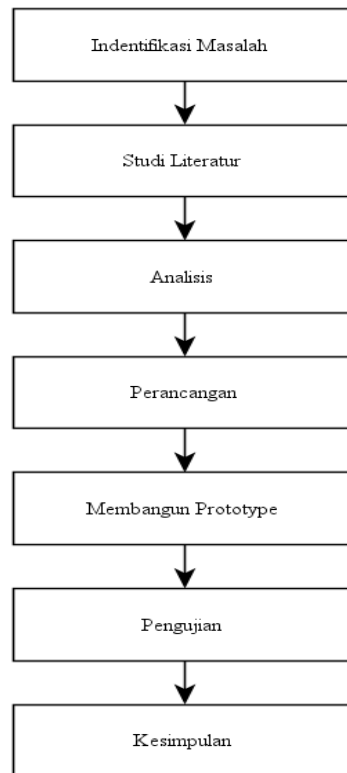 Indentifikasi Masalah
Studi Literatur
Analisis
Perancangan
Membangun Prototype
Pengujian
Kesimpulan